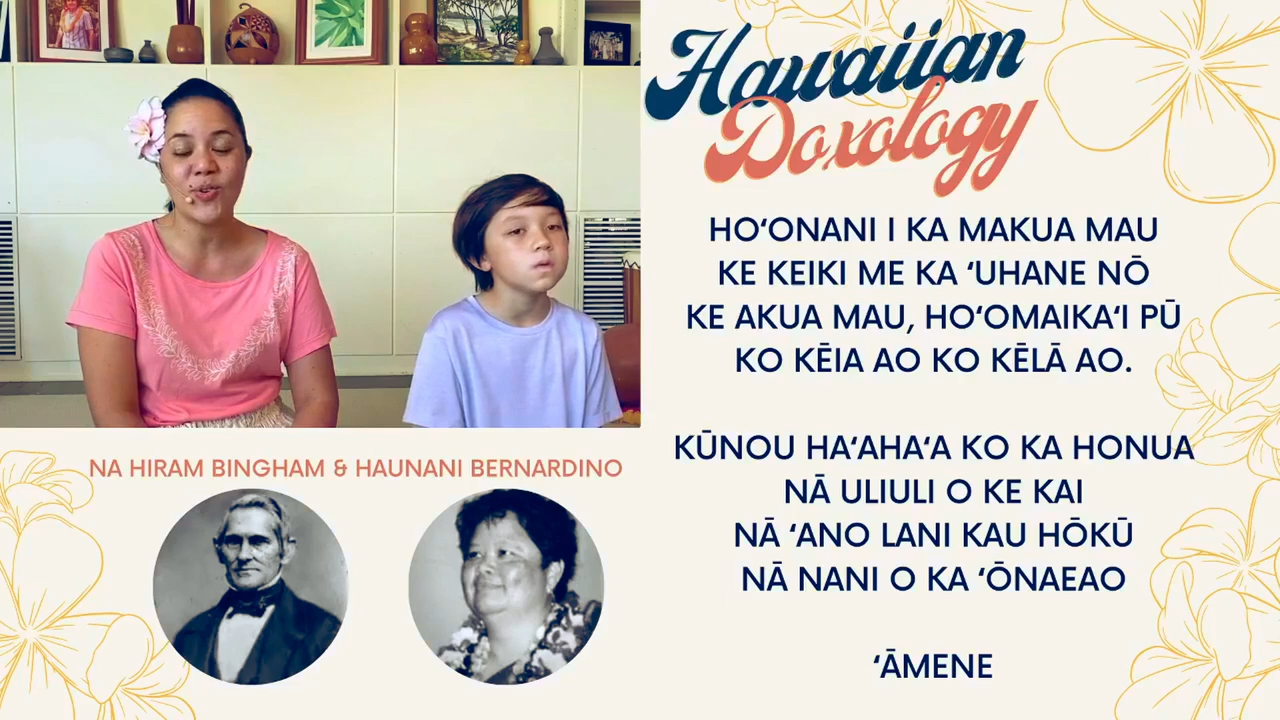 Hawaiian
Doxology
HOʻONANI I KA MAKUA MAU
KE KEIKI ME KA ʻUHANE NŌ
KE AKUA MAU, HOʻOMAIKAʻI PŪ
KO KĒIA AO KO KĒLĀ AO.
KŪNOU HAʻAHAʻA KO KA HONUA
NĀ ULIULI O KE KAI
NĀ ʻANO LANI KAU HŌKŪ
NĀ NANI O KA ʻŌNAEAO
ʻĀMENE
NA HIRAM BINGHAM & HAUNANI BERNARDINO